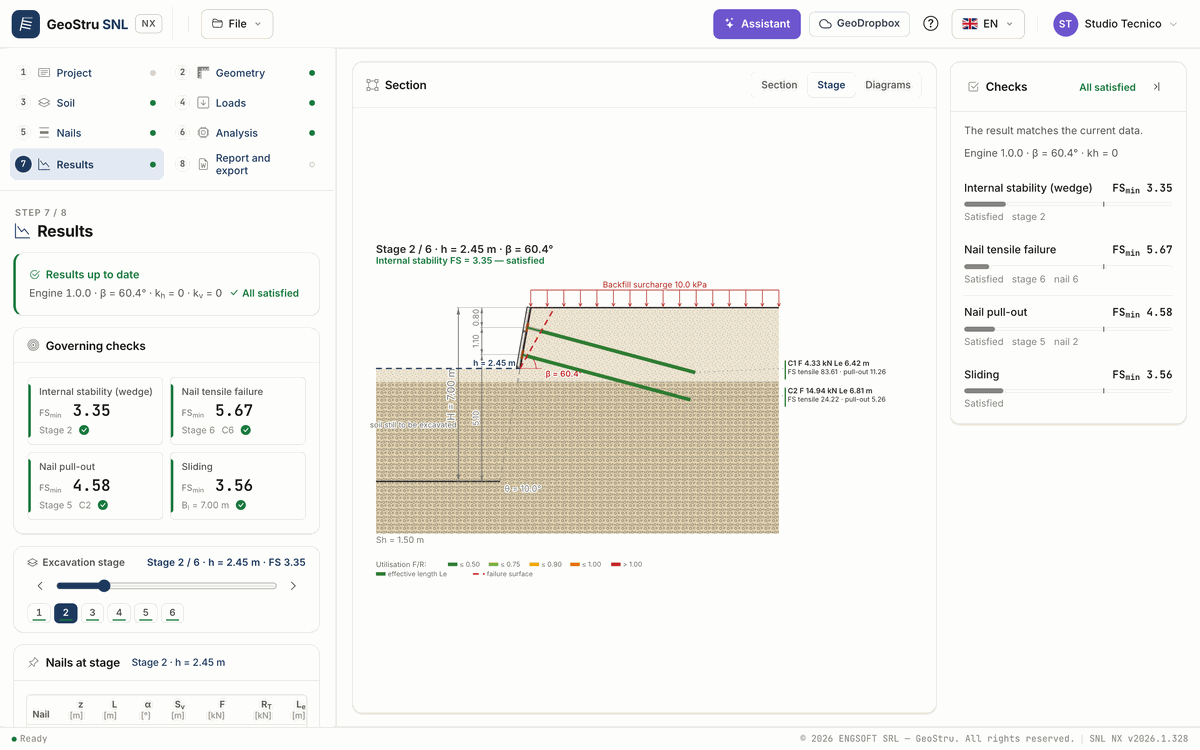 GeoStru SNL NX
File
Assistant
GeoDropbox
EN
ST Studio Tecnico
1 Project
2 Geometry
3 Soil
4 Loads
5 Nails
6 Analysis
7 Results
8 Report and export
STEP 7 / 8
Results
Results up to date
Engine 1.0.0 · β = 60.4° · kh = 0 · kv = 0 All satisfied
Governing checks
Internal stability (wedge)
FSmin 3.35
Stage 2
Nail tensile failure
FSmin 5.67
Stage 6 C6
Nail pull-out
FSmin 4.58
Stage 5 C2
Sliding
FSmin 3.56
Bl = 7.00 m
Excavation stage Stage 2 / 6 · h = 2.45 m · FS 3.35
1 2 3 4 5 6
Nails at stage Stage 2 · h = 2.45 m
Nail z [m] L [m] α [°] Sv [m] F [kN] RT [kN] Le [m]
Section
Section Stage Diagrams
Stage 2 / 6 · h = 2.45 m · β = 60.4°
Internal stability FS = 3.35 — satisfied
Backfill surcharge 10.0 kPa
0.80
1.10
h = 2.45 m
β = 60.4
C1 F 4.33 kN Le 6.42 m
FS tensile 83.61 · pull-out 11.26
C2 F 14.94 kN Le 6.81 m
FS tensile 24.22 · pull-out 5.26
H = 7.00 m
5.10
soil still to be excavated
θ = 10.0°
Sh = 1.50 m
Utilisation F/R: ≤ 0.50 ≤ 0.75 ≤ 0.90 ≤ 1.00 > 1.00
effective length Le failure surface
Checks All satisfied
The result matches the current data.
Engine 1.0.0 · β = 60.4° · kh = 0
Internal stability (wedge) FSmin 3.35
Satisfied stage 2
Nail tensile failure FSmin 5.67
Satisfied stage 6 nail 6
Nail pull-out FSmin 4.58
Satisfied stage 5 nail 2
Sliding FSmin 3.56
Satisfied
Ready
© 2026 ENGSOFT SRL — GeoStru. All rights reserved. | SNL NX v2026.1.328